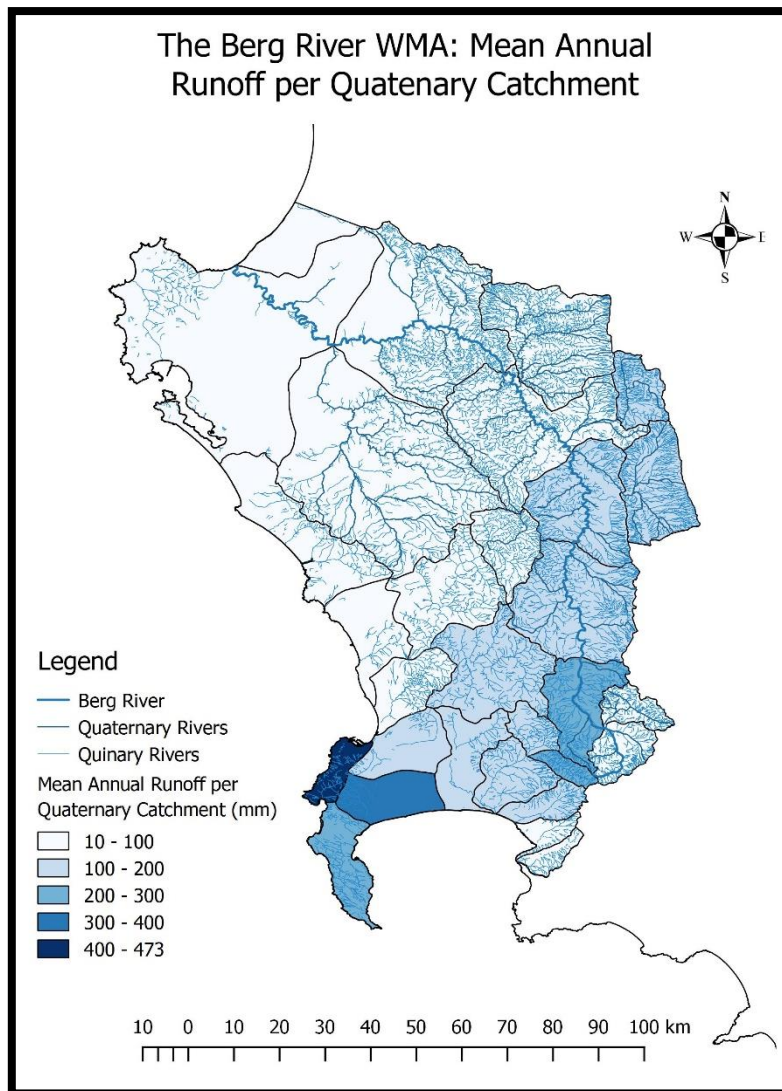 The Berg River WMA: Mean Annual
Runoff per Quatenary Catchment
N
W E
S
Legend
Berg River
Quaternary Rivers
Quinary Rivers
Mean Annual Runoff per
Quaternary Catchment (mm)
10 - 100
100 - 200
200 - 300
300 - 400
400 - 473
10 0 10 20 30 40 50 60 70 80 90 100 km